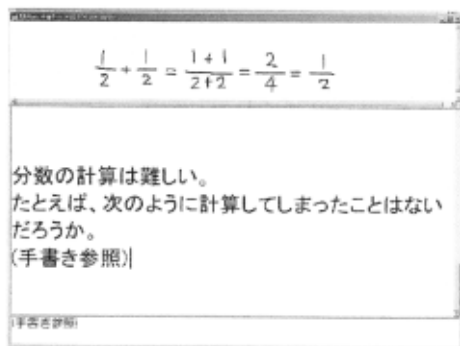 1/2 + 1/2 = 1+1/2+2 = 2/4 = 1/2
分数の計算は難しい。
たとえば、次のように計算してしまったことはない
だろうか。
(手書き参照)
(手書き参照)